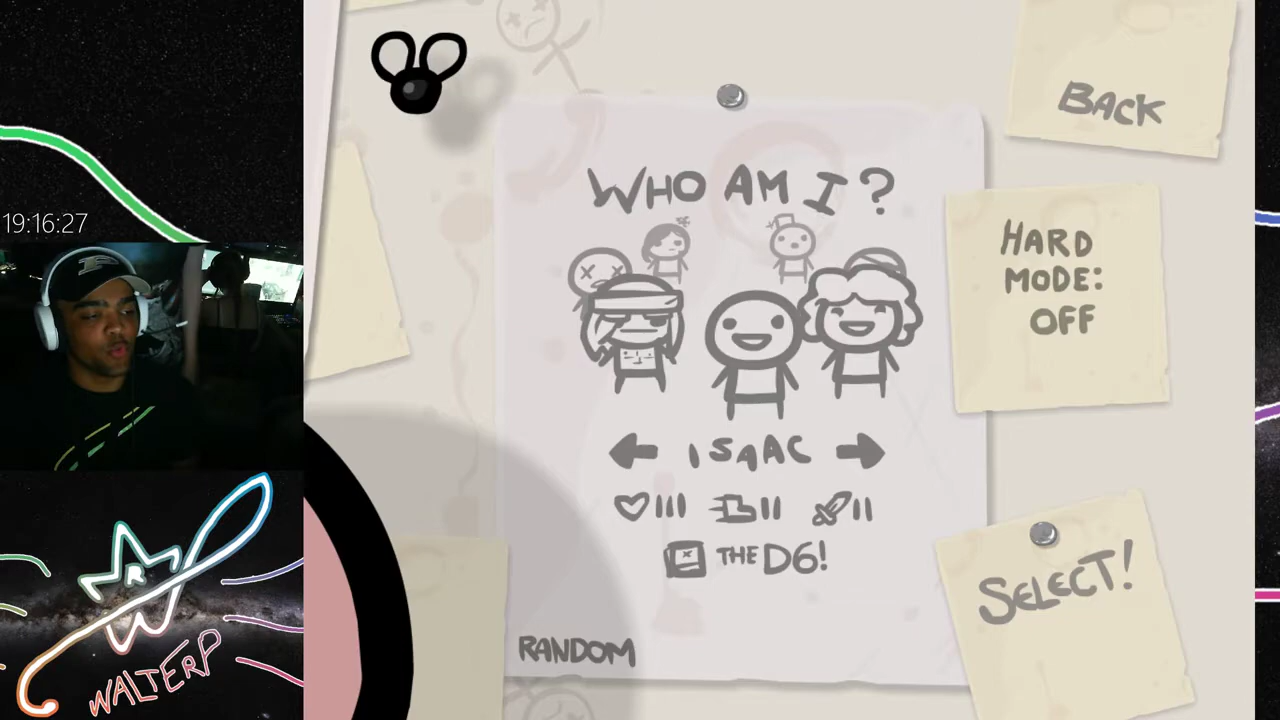 BACK
WHO AM I?
HARD
MODE:
OFF
19:16:27
ISAAC
THE D6!
SELECT!
RANDOM
R
W
WALTERP